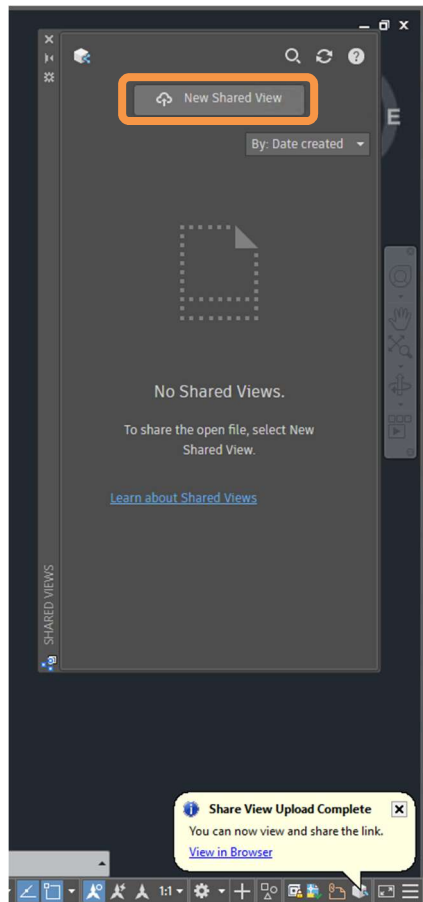 New Shared View
E
By: Date created
No Shared Views.
To share the open file, select New
Shared View.
Learn about Shared Views
SHARED VIEWS
Share View Upload Complete
You can now view and share the link.
View in Browser
1:1